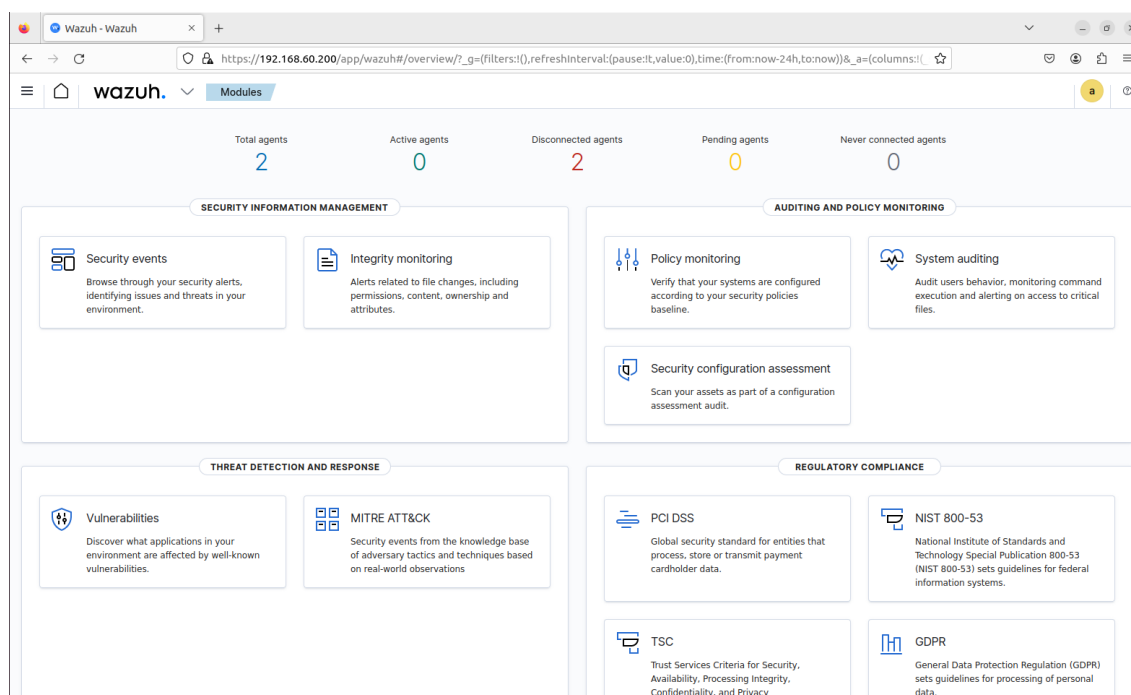 Wazuh - Wazuh
https://192.168.60.200/app/wazuh#/overview/?_g=(filters:!(),refreshInterval:(pause:!t,value:0),time:(from:now-24h,to:now))&_a=(columns:!(_
wazuh.
Modules
a
Total agents
Active agents
Disconnected agents
Pending agents
Never connected agents
2
0
2
0
0
SECURITY INFORMATION MANAGEMENT
Security events
Browse through your security alerts,
identifying issues and threats in your
environment.
Integrity monitoring
Alerts related to file changes, including
permissions, content, ownership and
attributes.
AUDITING AND POLICY MONITORING
Policy monitoring
Verify that your systems are configured
according to your security policies
baseline.
System auditing
Audit users behavior, monitoring command
execution and alerting on access to critical
files.
Security configuration assessment
Scan your assets as part of a configuration
assessment audit.
THREAT DETECTION AND RESPONSE
Vulnerabilities
Discover what applications in your
environment are affected by well-known
vulnerabilities.
MITRE ATT&CK
Security events from the knowledge base
of adversary tactics and techniques based
on real-world observations
REGULATORY COMPLIANCE
PCI DSS
Global security standard for entities that
process, store or transmit payment
cardholder data.
NIST 800-53
National Institute of Standards and
Technology Special Publication 800-53
(NIST 800-53) sets guidelines for federal
information systems.
TSC
Trust Services Criteria for Security,
Availability, Processing Integrity,
Confidentiality, and Privacy
GDPR
General Data Protection Regulation (GDPR)
sets guidelines for processing of personal
data.